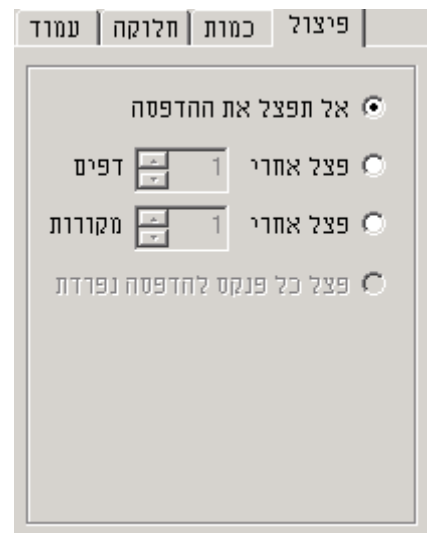 פיצול כמות חלוקה עמוד
אל תפצל את ההדפסה
פצל אחרי 1 דפים
פצל אחרי 1 מקורות
פצל כל פנקס להדפסה נפרדת